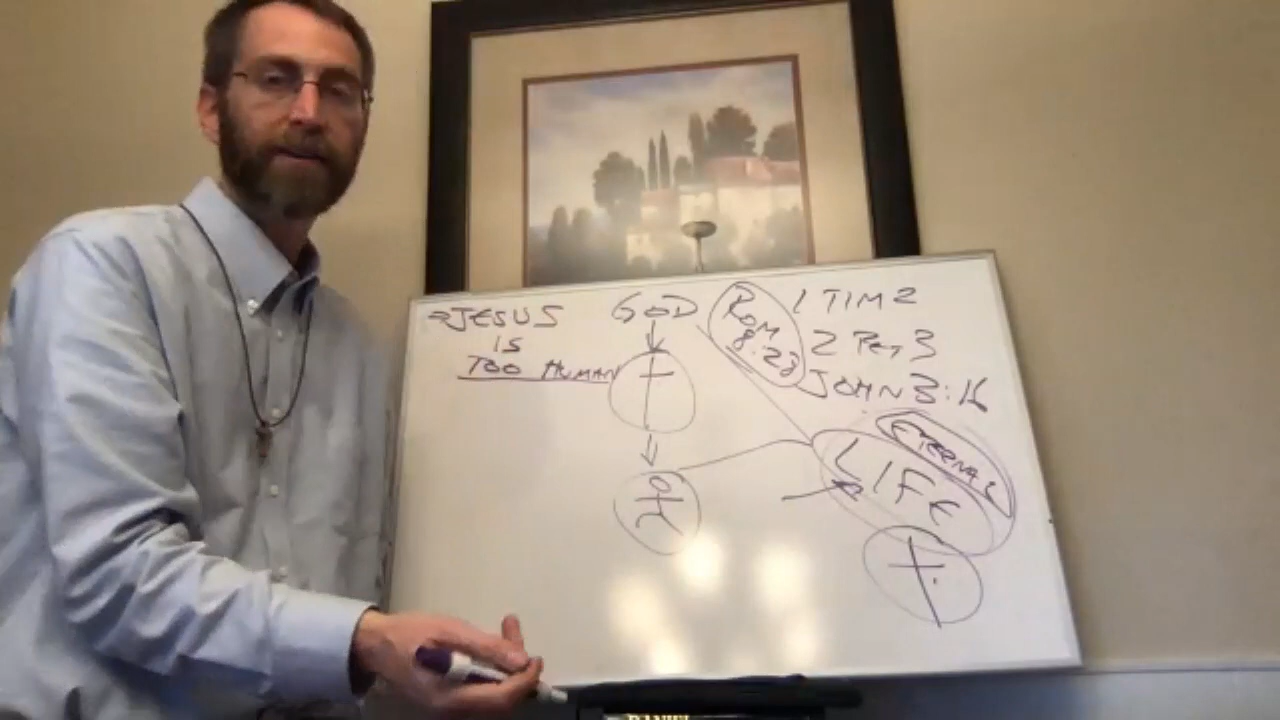 JESUS
IS
TOO HUMAN
GOD
ROM
8:28
1 TIM 2
2 PET 3
JOHN 3:16
ETERNAL
LIFE